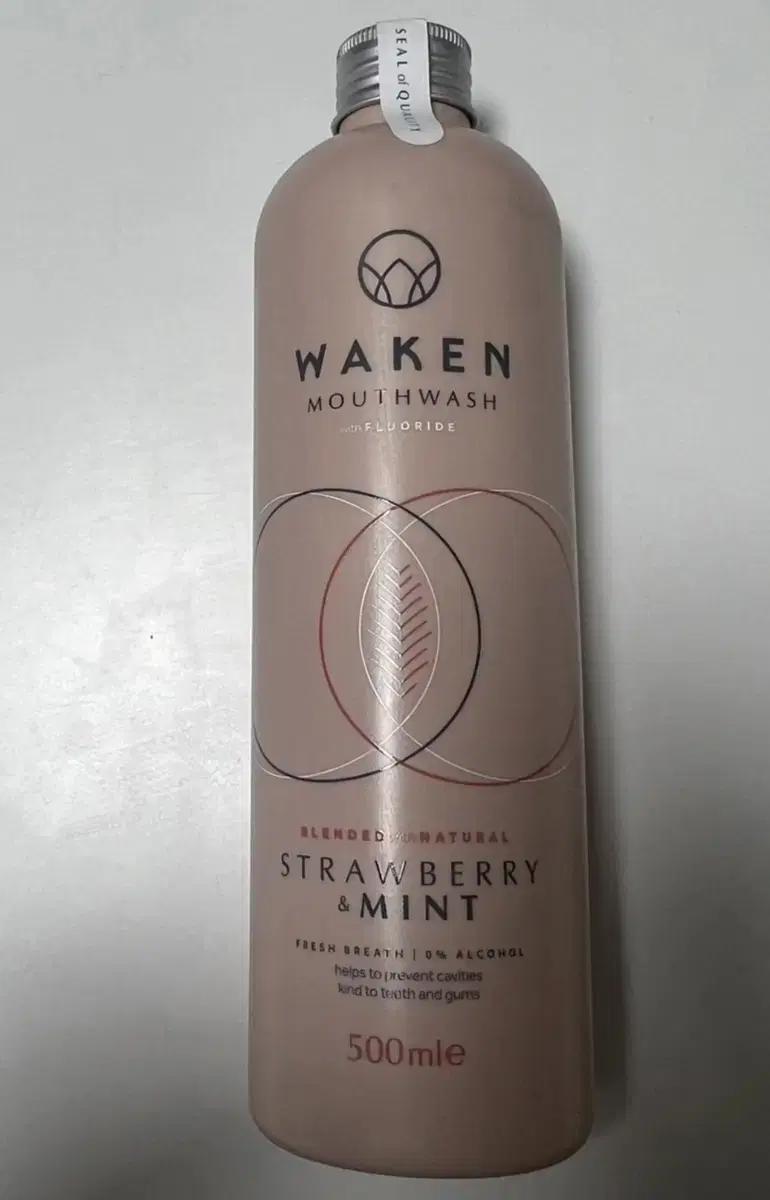 SEAL of QUALITY
WAKEN
MOUTHWASH
with FLUORIDE
BLENDED with NATURAL
STRAWBERRY
& MINT
FRESH BREATH | 0% ALCOHOL
helps to prevent cavities
kind to teeth and gums
500ml e